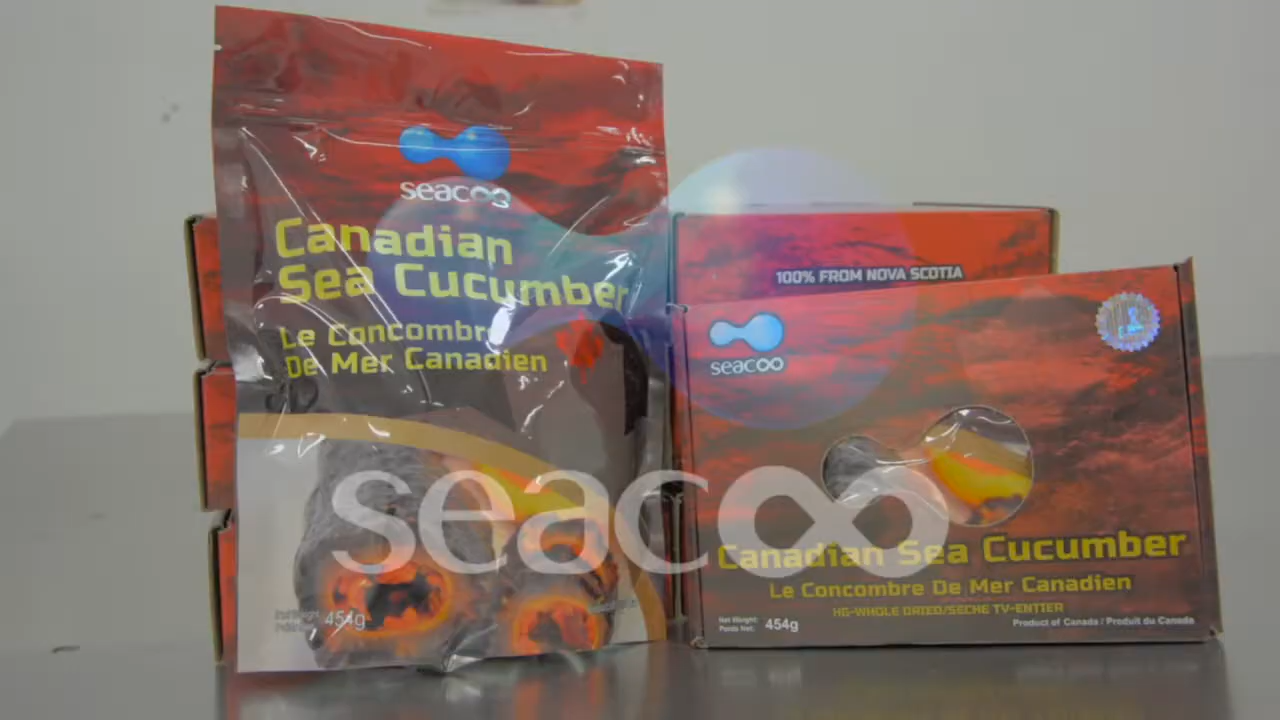 seacoo
Canadian
Sea Cucumber
Le Concombre
De Mer Canadien
454g
100% FROM NOVA SCOTIA
seacoo
Canadian Sea Cucumber
Le Concombre De Mer Canadien
HG-WHOLE DRIED/SECHE TV-ENTIER
Net Weight:
Poids Net:
454g
Product of Canada / Produit du Canada
seacoo